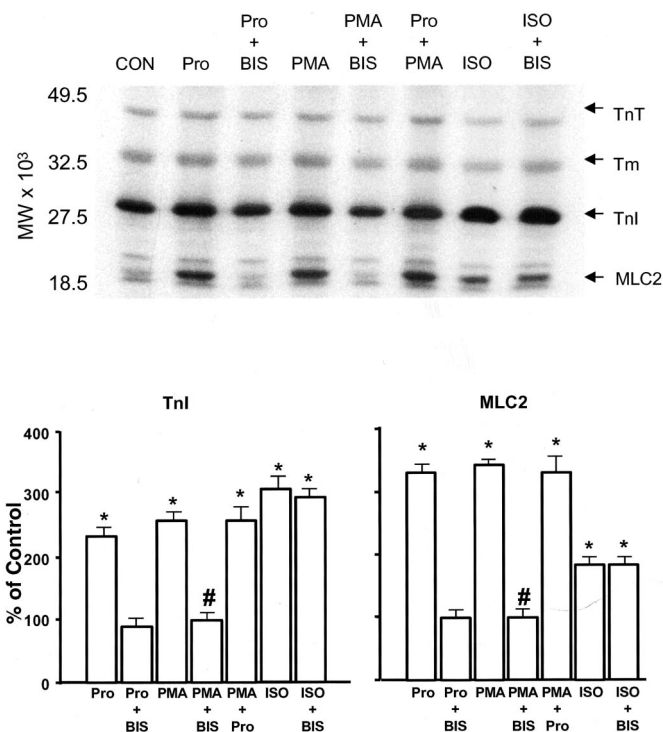 Pro PMA Pro ISO
+ + + +
CON Pro BIS PMA BIS PMA ISO BIS
49.5
TnT
32.5
Tm
MW x 10³
27.5
TnI
18.5
MLC2
TnI
MLC2
% of Control
400
300
200
100
0
* * * * *
#
* * * * *
#
Pro Pro PMA PMA PMA ISO ISO
+ + + +
BIS BIS Pro BIS
Pro Pro PMA PMA PMA ISO ISO
+ + + +
BIS BIS Pro BIS